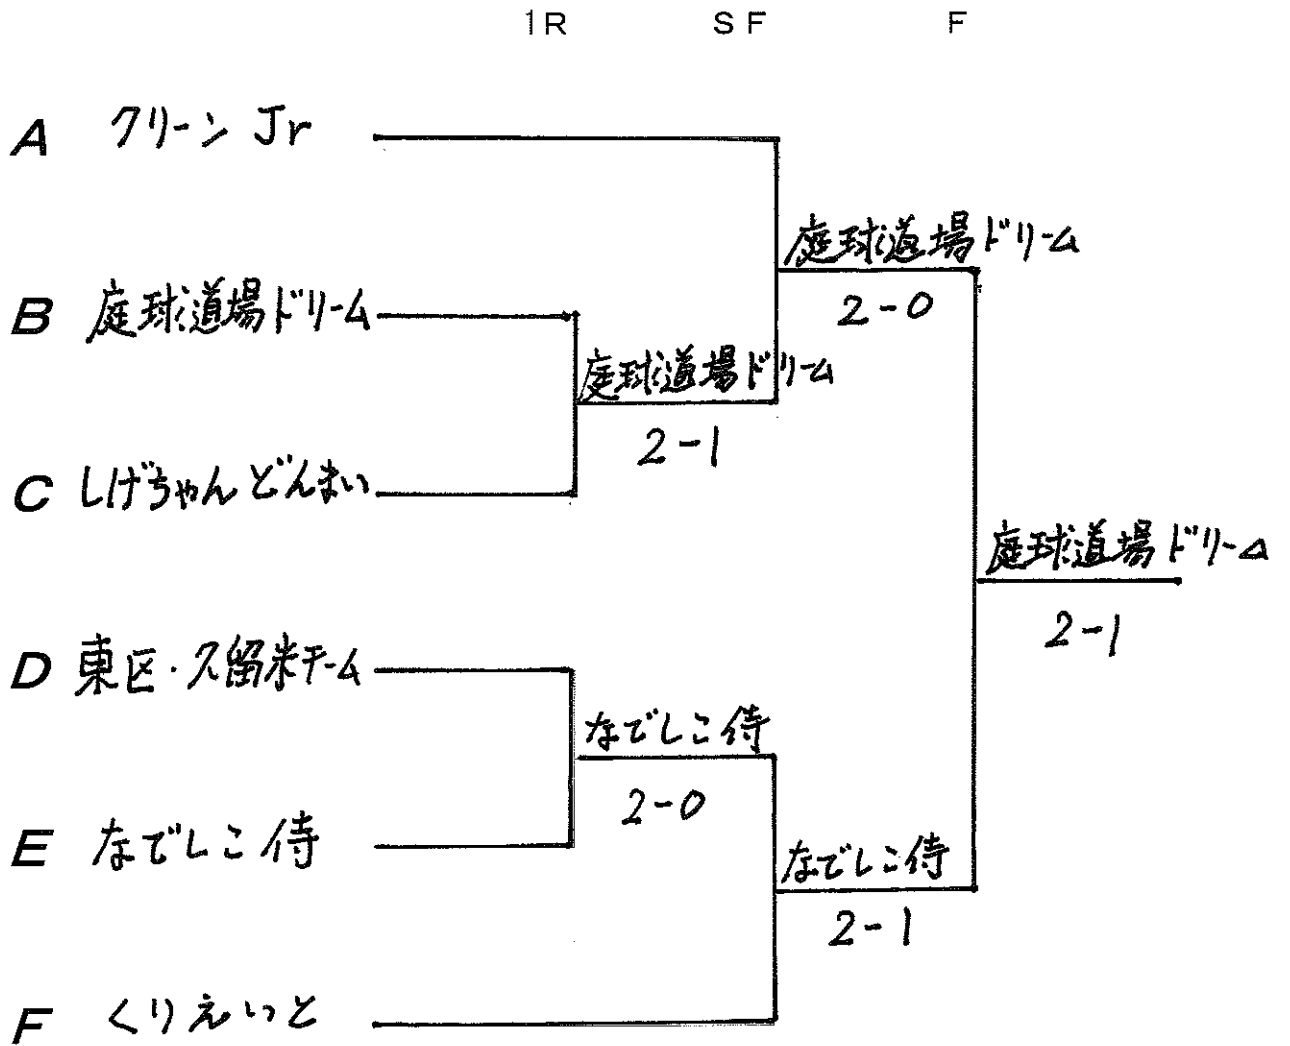 1R SF F
A クリーン Jr
庭球道場ドリーム
B 庭球道場ドリーム
2-0
庭球道場ドリーム
2-1
C しげちゃんどんまい
庭球道場ドリーム
2-1
D 東区・久留米チーム
なでしこ侍
2-0
E なでしこ侍
なでしこ侍
2-1
F くりえいと